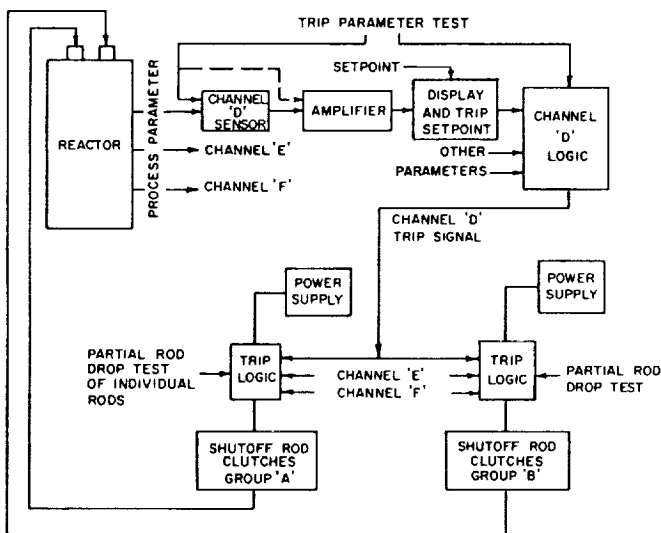 TRIP PARAMETER TEST
SETPOINT
REACTOR
PROCESS PARAMETER
CHANNEL
'D'
SENSOR
AMPLIFIER
DISPLAY
AND TRIP
SETPOINT
CHANNEL
'D'
LOGIC
CHANNEL 'E'
CHANNEL 'F'
OTHER
PARAMETERS
CHANNEL 'D'
TRIP SIGNAL
POWER
SUPPLY
POWER
SUPPLY
PARTIAL ROD
DROP TEST
OF INDIVIDUAL
RODS
TRIP
LOGIC
CHANNEL 'E'
CHANNEL 'F'
TRIP
LOGIC
PARTIAL ROD
DROP TEST
SHUTOFF ROD
CLUTCHES
GROUP 'A'
SHUTOFF ROD
CLUTCHES
GROUP 'B'